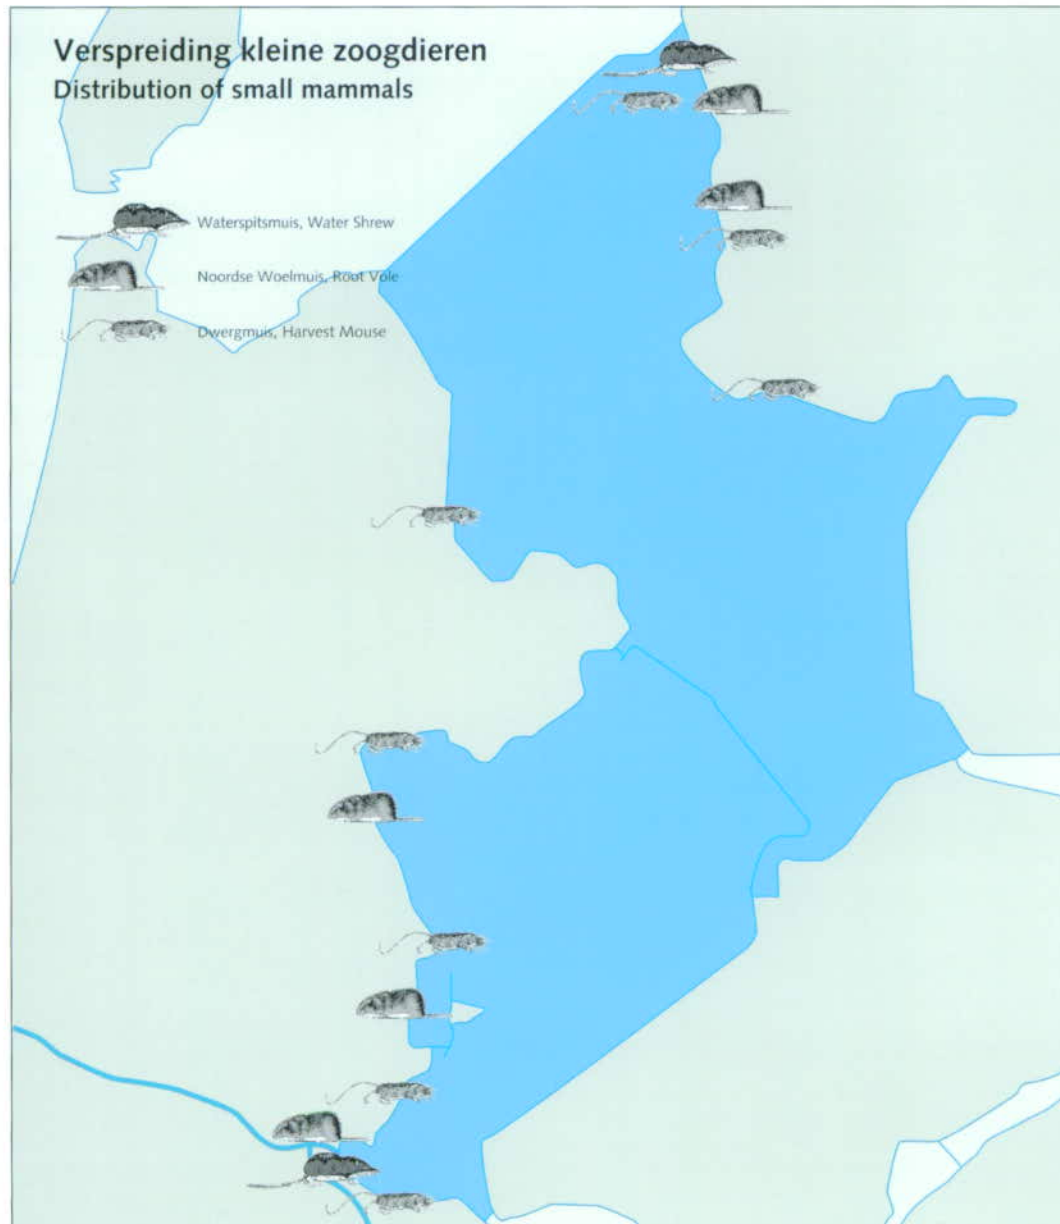 Verspreiding kleine zoogdieren
Distribution of small mammals
Waterspitsmuis, Water Shrew
Noordse Woelmuis, Root Vole
Dwergmuis, Harvest Mouse